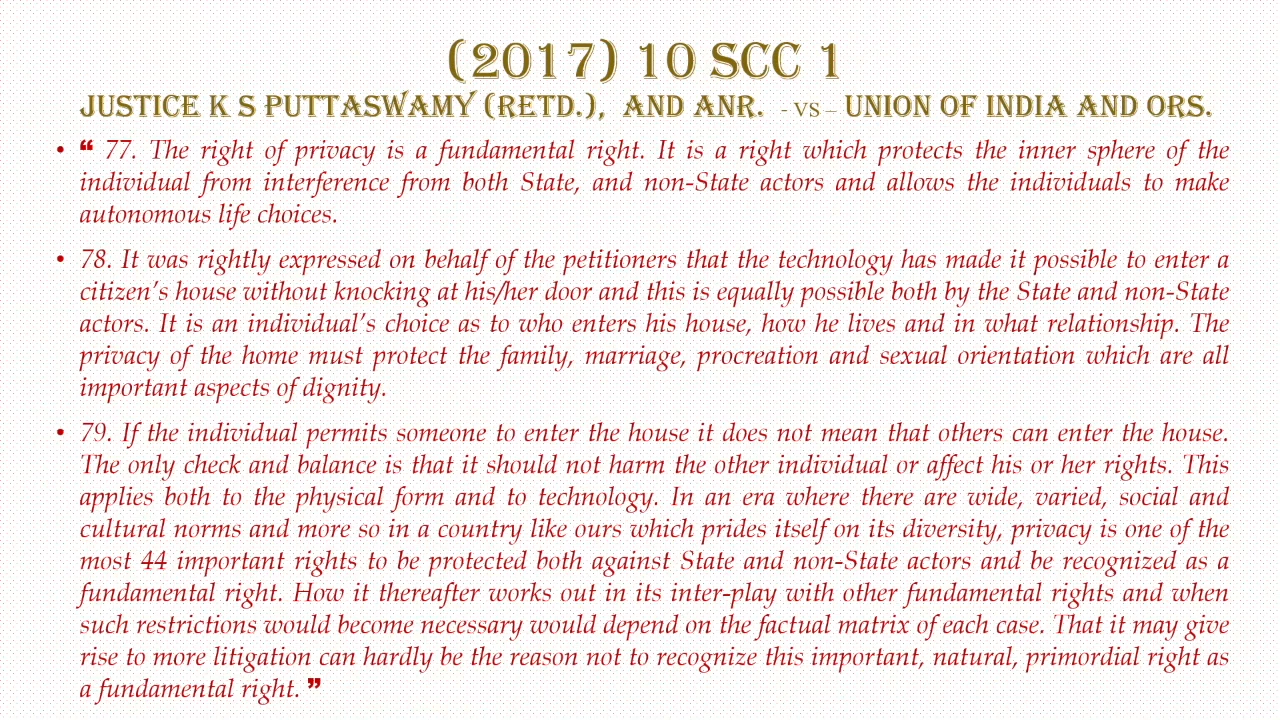 (2017) 10 SCC 1
JUSTICE K S PUTTASWAMY (RETD.), AND ANR. - VS – UNION OF INDIA AND ORS.
• “ 77. The right of privacy is a fundamental right. It is a right which protects the inner sphere of the
individual from interference from both State, and non-State actors and allows the individuals to make
autonomous life choices.
• 78. It was rightly expressed on behalf of the petitioners that the technology has made it possible to enter a
citizen’s house without knocking at his/her door and this is equally possible both by the State and non-State
actors. It is an individual’s choice as to who enters his house, how he lives and in what relationship. The
privacy of the home must protect the family, marriage, procreation and sexual orientation which are all
important aspects of dignity.
• 79. If the individual permits someone to enter the house it does not mean that others can enter the house.
The only check and balance is that it should not harm the other individual or affect his or her rights. This
applies both to the physical form and to technology. In an era where there are wide, varied, social and
cultural norms and more so in a country like ours which prides itself on its diversity, privacy is one of the
most 44 important rights to be protected both against State and non-State actors and be recognized as a
fundamental right. How it thereafter works out in its inter-play with other fundamental rights and when
such restrictions would become necessary would depend on the factual matrix of each case. That it may give
rise to more litigation can hardly be the reason not to recognize this important, natural, primordial right as
a fundamental right. ”